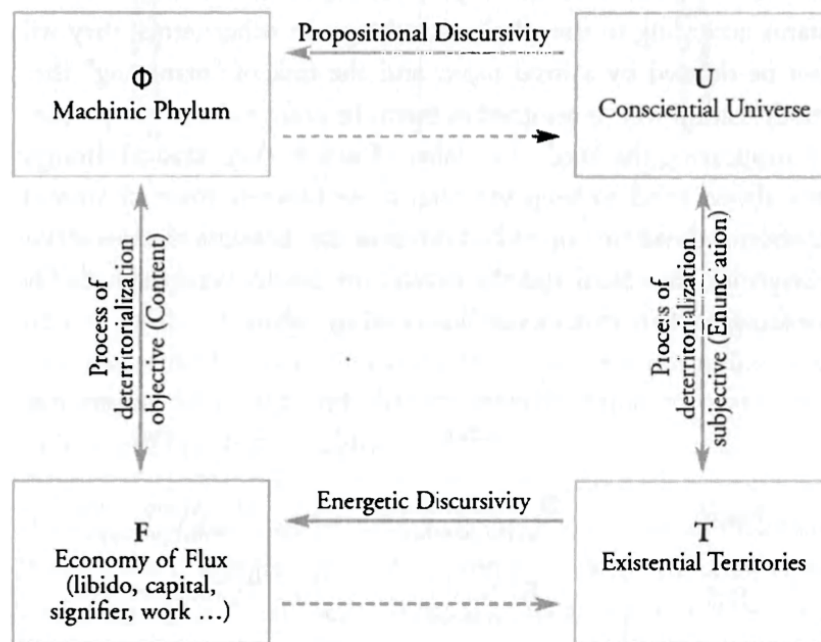 Propositional Discursivity
Φ
Machinic Phylum
U
Consciential Universe
Process of
deterritorialization
objective (Content)
Process of
deterritorialization
subjective (Enunciation)
Energetic Discursivity
F
Economy of Flux
(libido, capital,
signifier, work ...)
T
Existential Territories